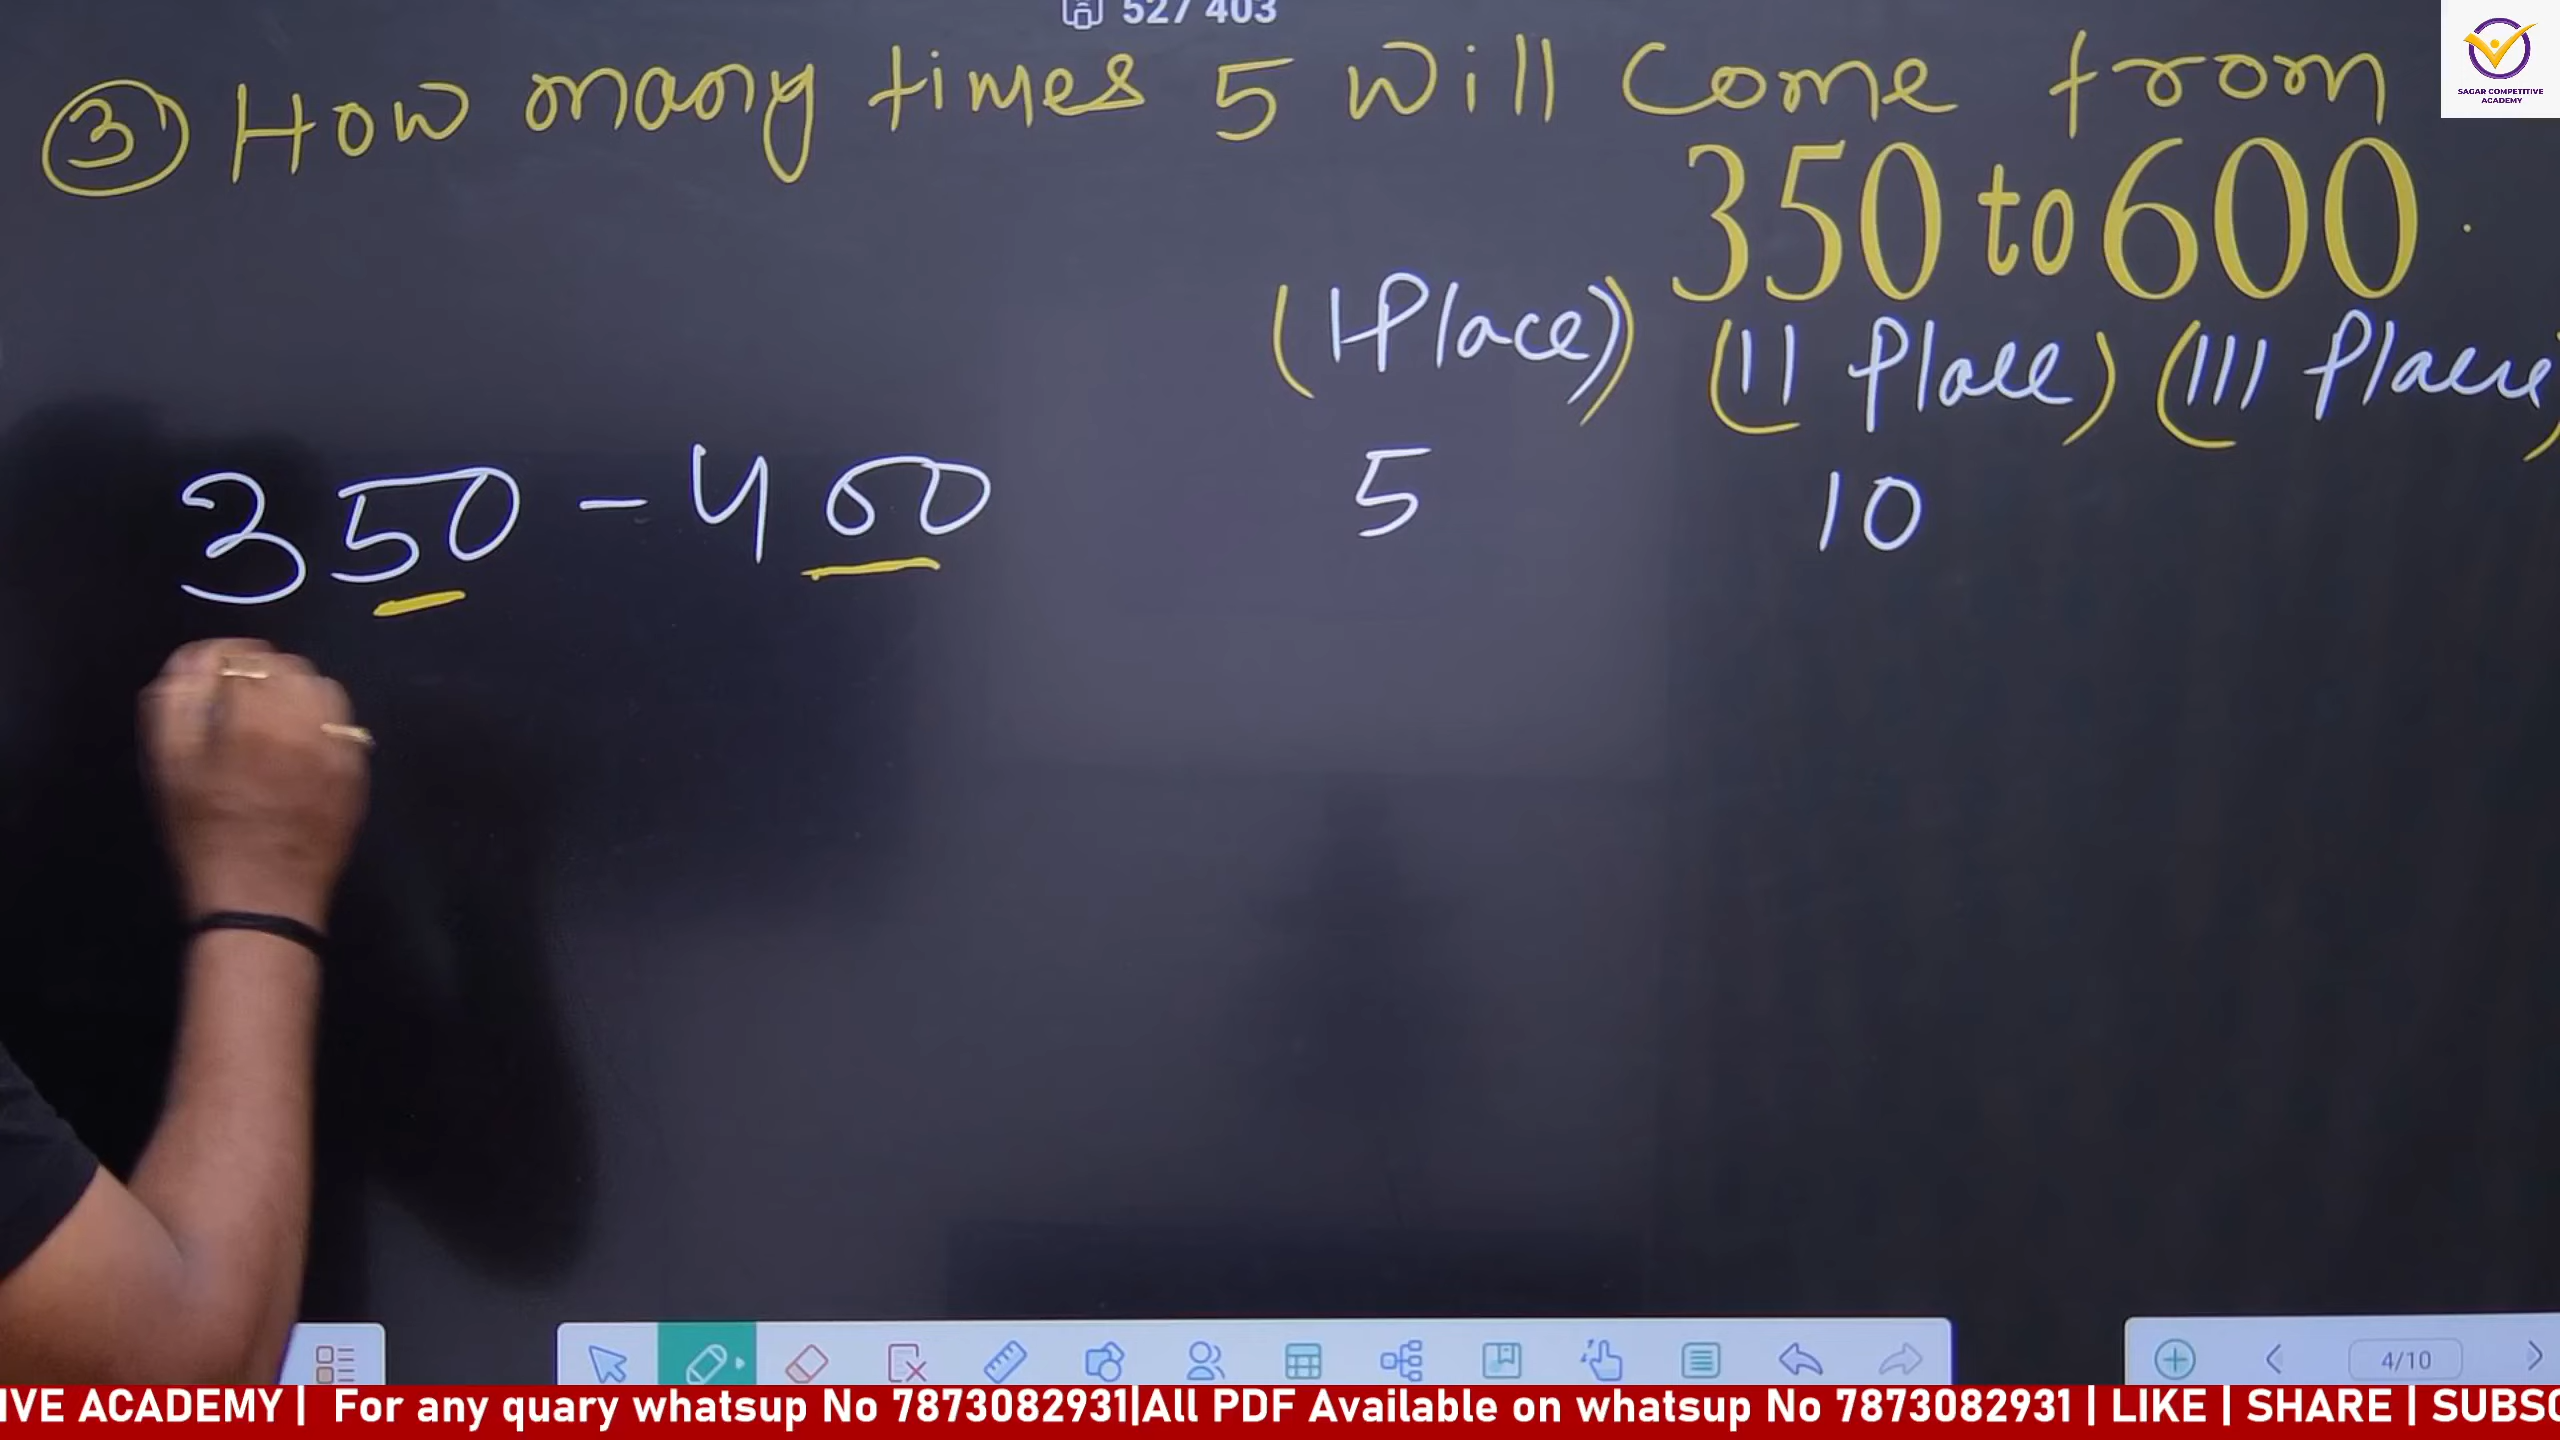 527 403
③ How many times 5 will come from
SAGAR COMPETITIVE
ACADEMY
350 to 600
(I Place) (II Place) (III Place)
350 - 400 5 10
4/10
IVE ACADEMY | For any quary whatsup No 7873082931|All PDF Available on whatsup No 7873082931 | LIKE | SHARE | SUBSC